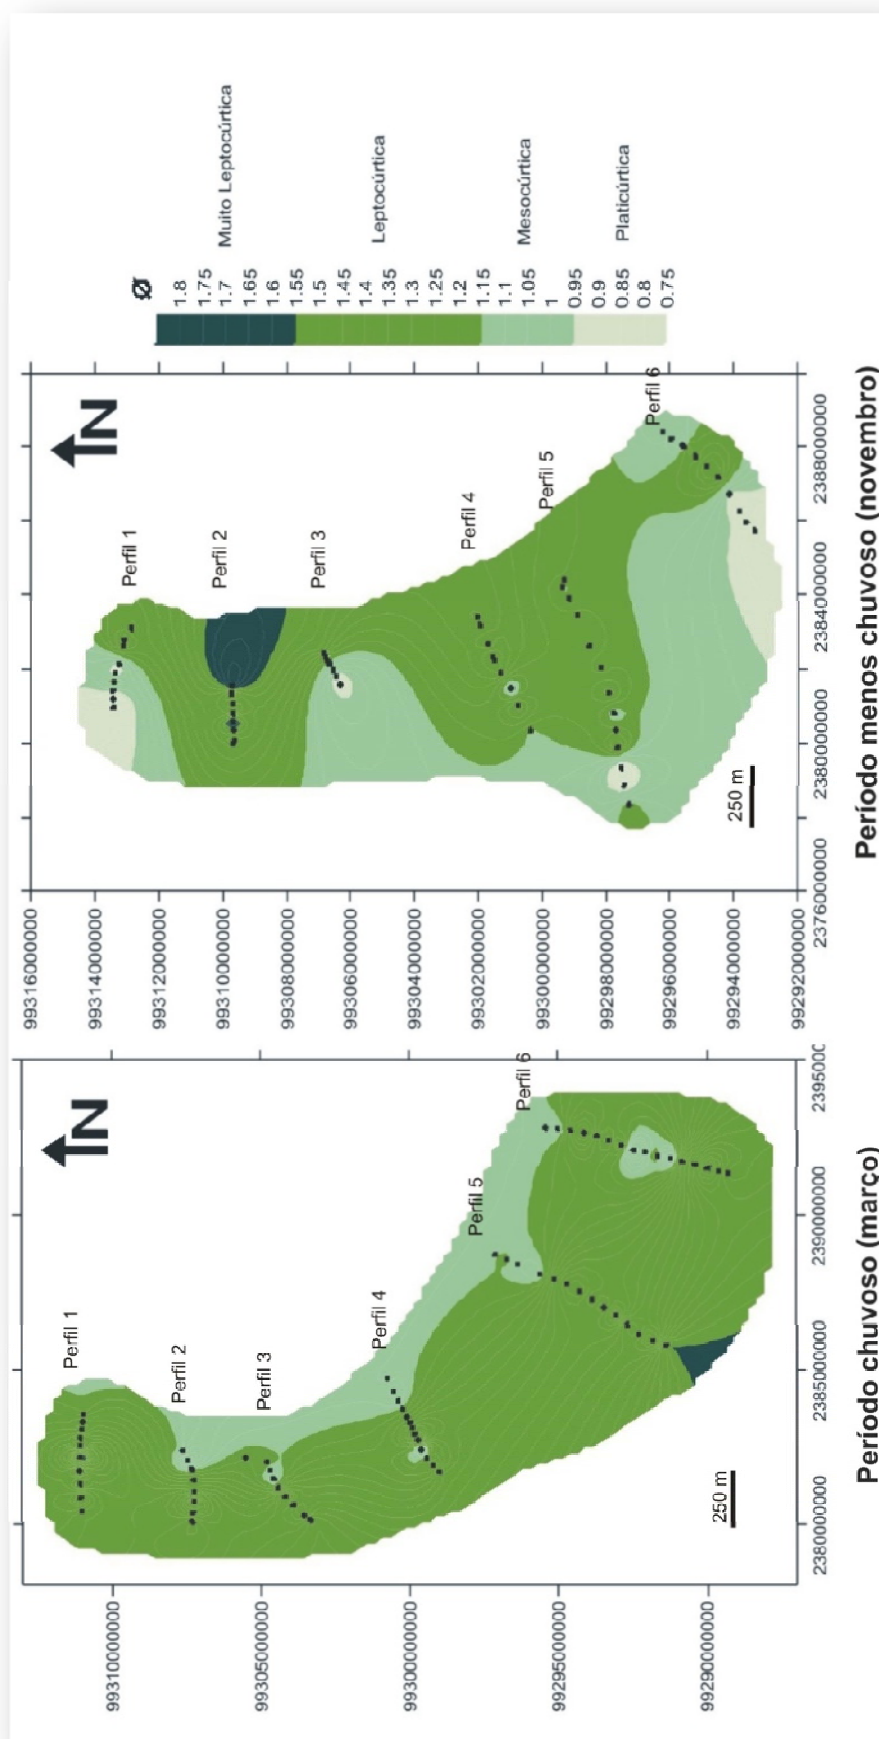 N
Perfil 1
Perfil 2
Perfil 3
Perfil 4
Perfil 5
Perfil 6
99310000000
99305000000
99300000000
99295000000
99290000000
250 m
2380000000
2385000000
2390000000
Período chuvoso (março)
N
Perfil 1
Perfil 2
Perfil 3
Perfil 4
Perfil 5
Perfil 6
99316000000
99314000000
99312000000
99310000000
99308000000
99306000000
99304000000
99302000000
99300000000
99298000000
99296000000
99294000000
99292000000
250 m
2376000000
2380000000
2384000000
2388000000
Período menos chuvoso (novembro)
Ø
1.8
1.75
1.7
1.65
1.6
1.55
1.5
1.45
1.4
1.35
1.3
1.25
1.2
1.15
1.1
1.05
1
0.95
0.9
0.85
0.8
0.75
Muito Leptocúrtica
Leptocúrtica
Mesocúrtica
Platicúrtica